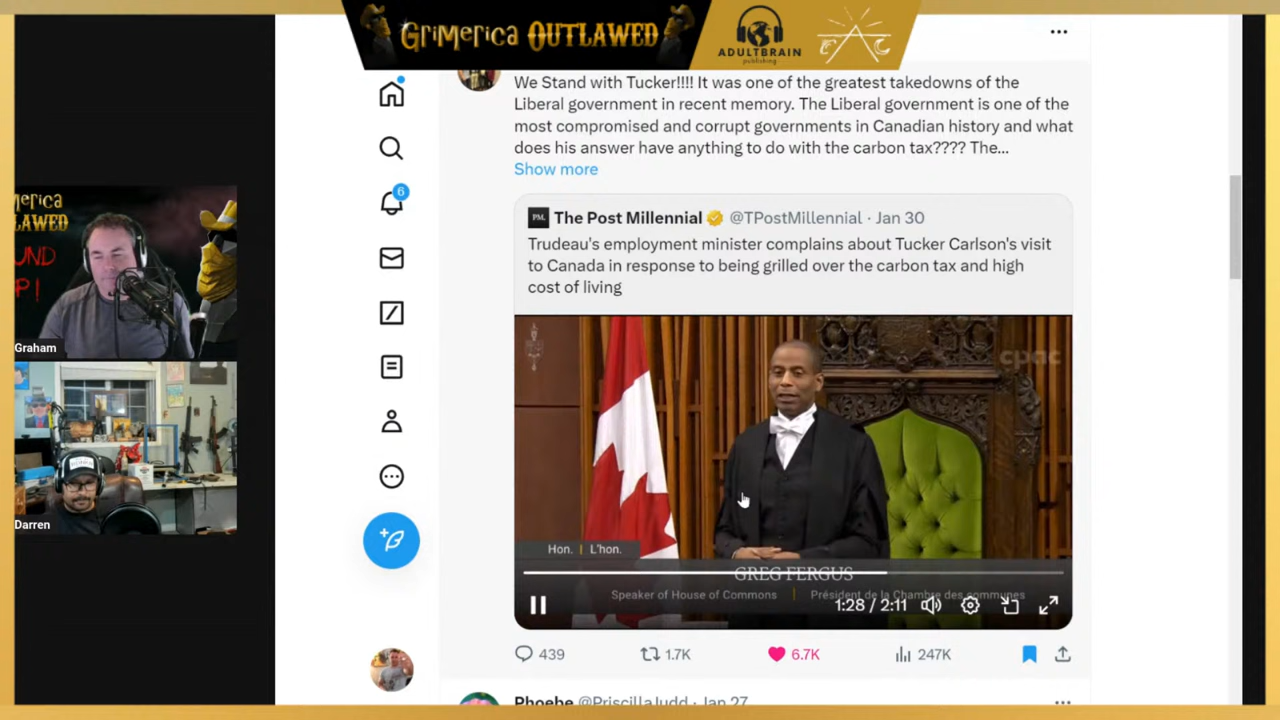 GRIMERICA OUTLAWED
ADULTBRAIN
publishing
We Stand with Tucker!!!! It was one of the greatest takedowns of the
Liberal government in recent memory. The Liberal government is one of the
most compromised and corrupt governments in Canadian history and what
does his answer have anything to do with the carbon tax???? The...
Show more
6
PM.
The Post Millennial @TPostMillennial · Jan 30
Trudeau's employment minister complains about Tucker Carlson's visit
to Canada in response to being grilled over the carbon tax and high
cost of living
cpac
Hon. | L'hon.
GREG FERGUS
Speaker of House of Commons | Président de la Chambre des communes
1:28 / 2:11
439
1.7K
6.7K
247K
Phoebe @PriscillaJudd · Jan 27
merica
LAWED
UND
P!
Graham
Darren